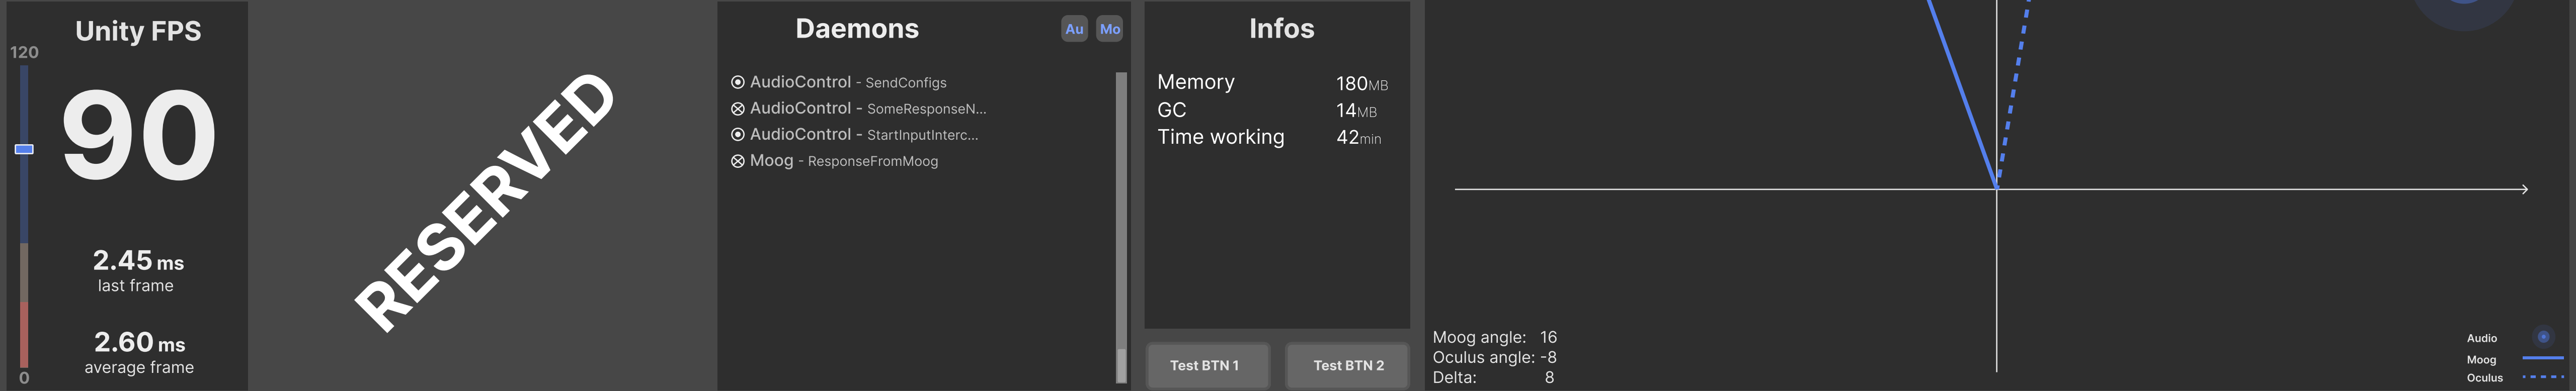 Unity FPS
120
90
2.45 ms
last frame
2.60 ms
average frame
0
RESERVED
Daemons
Au Mo
AudioControl - SendConfigs
AudioControl - SomeResponseN...
AudioControl - StartInputInterc...
Moog - ResponseFromMoog
Infos
Memory 180MB
GC 14MB
Time working 42min
Test BTN 1 Test BTN 2
Moog angle: 16
Oculus angle: -8
Delta: 8
Audio
Moog
Oculus